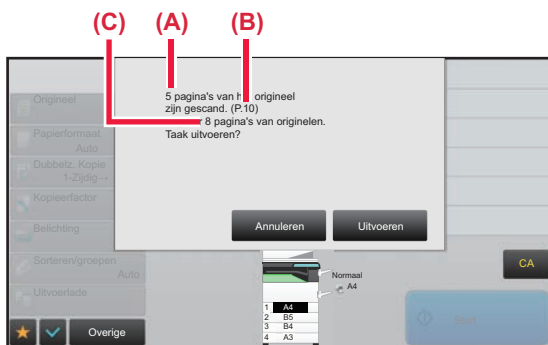 (C) (A) (B)
5 pagina's van h origineel
zijn gescand. (P.10)
8 pagina's van originelen.
Taak uitvoeren?
Annuleren
Uitvoeren
Origineel
Papierformaat
Auto
Dubbelz. Kopie
1-Zijdig→
Kopieerfactor
Belichting
Sorteren/groepen
Auto
Uitvoerlade
Overige
Normaal
A4
1 A4
2 B5
3 B4
4 A3
CA
Start